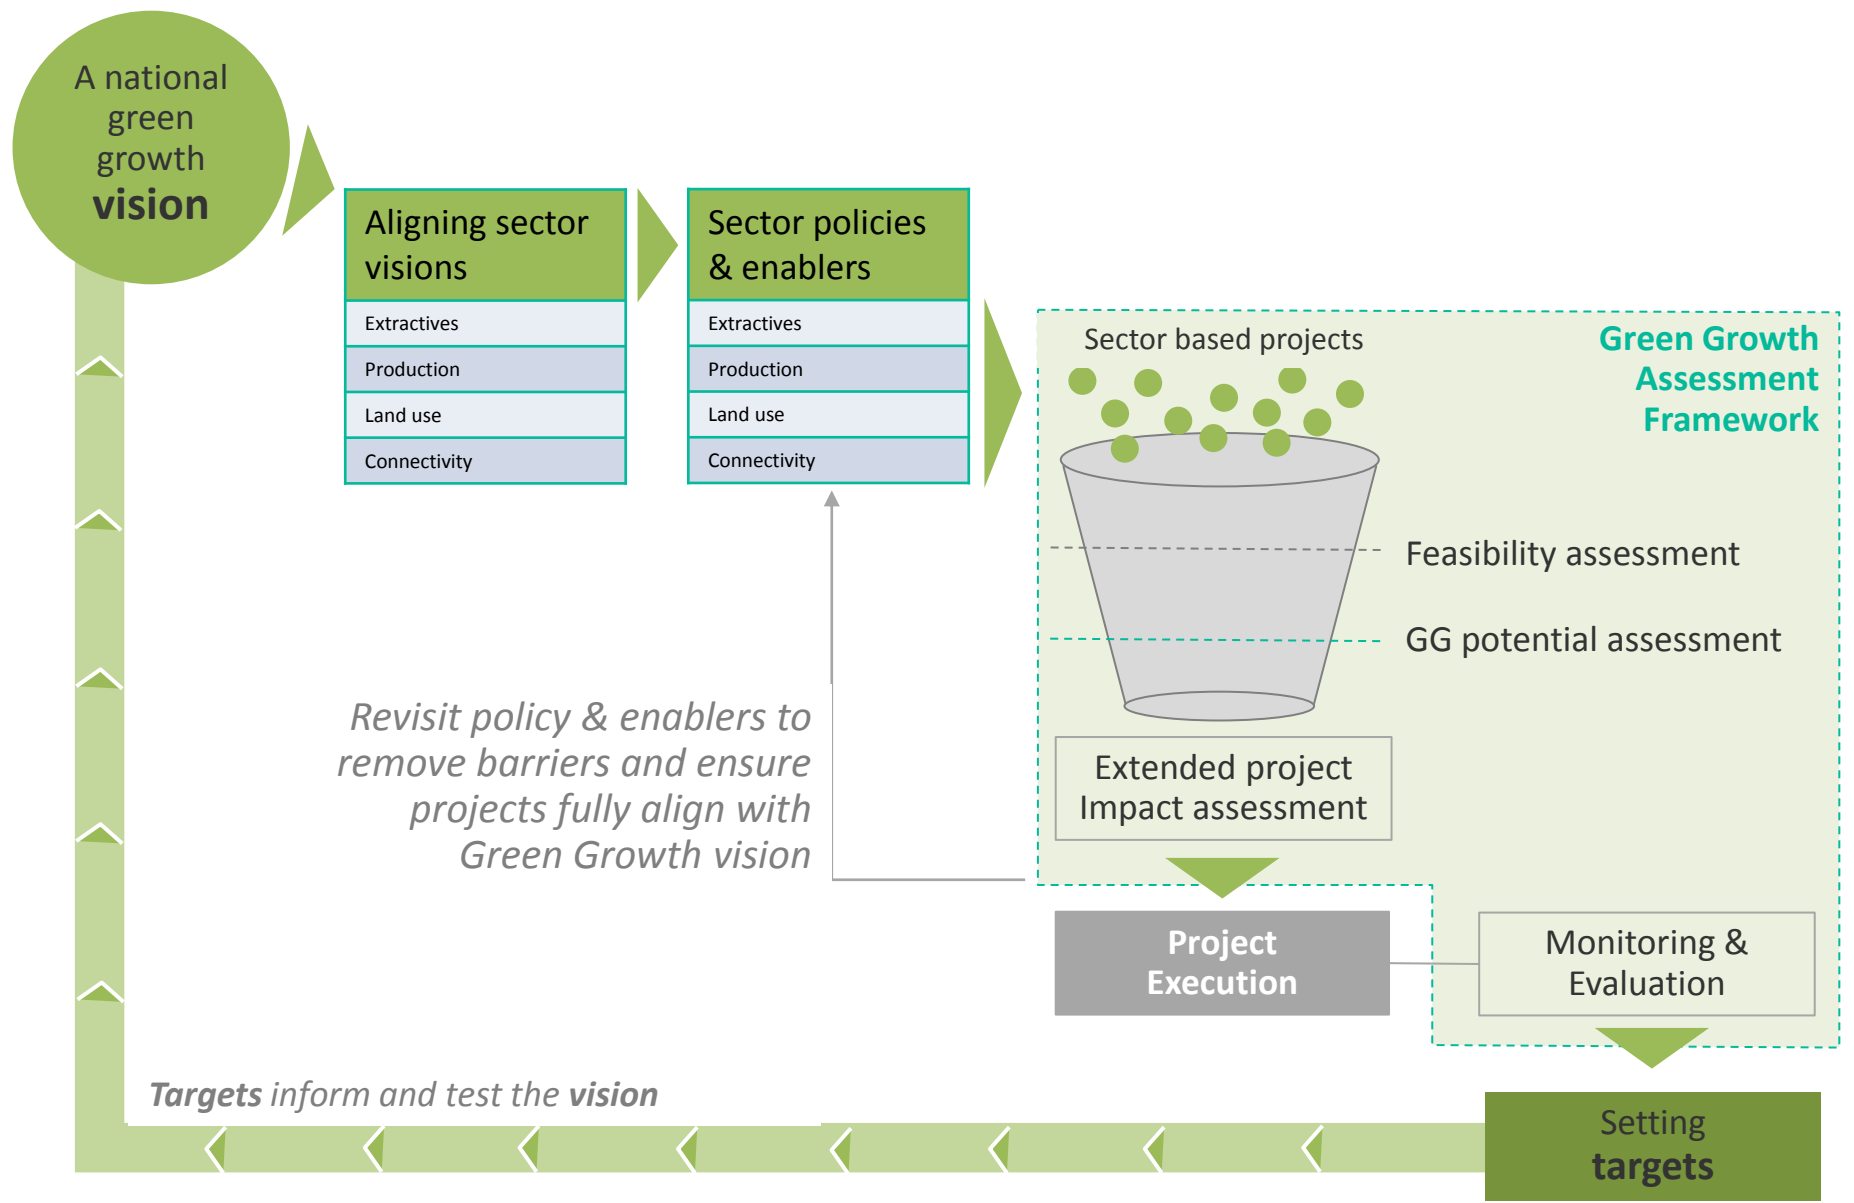 A national
green
growth
vision
Aligning sector
visions
Extractives
Production
Land use
Connectivity
Sector policies
& enablers
Extractives
Production
Land use
Connectivity
Sector based projects
Green Growth
Assessment
Framework
Feasibility assessment
GG potential assessment
Extended project
Impact assessment
Revisit policy & enablers to
remove barriers and ensure
projects fully align with
Green Growth vision
Project
Execution
Monitoring &
Evaluation
Targets inform and test the vision
Setting
targets